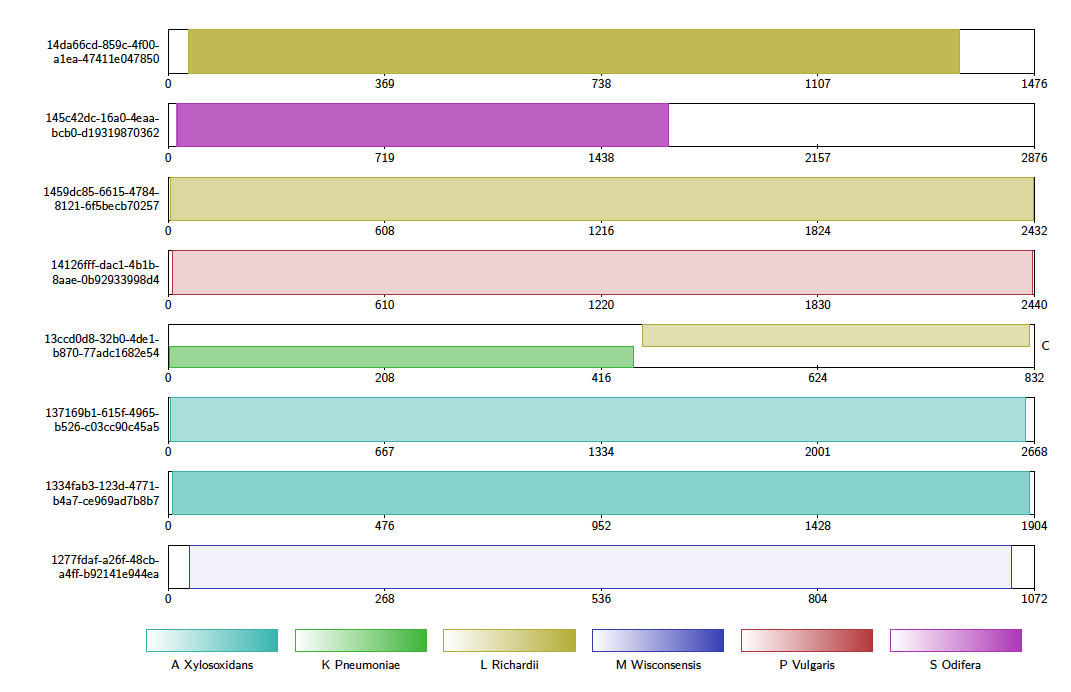 14da66cd-859c-4f00-
a1ea-47411e047850
0 369 738 1107 1476
145c42dc-16a0-4eaa-
bcb0-d19319870362
0 719 1438 2157 2876
1459dc85-6615-4784-
8121-6f5becb70257
0 608 1216 1824 2432
14126fff-dac1-4b1b-
8aae-0b92933998d4
0 610 1220 1830 2440
13ccd0d8-32b0-4de1-
b870-77adc1682e54
C
0 208 416 624 832
137169b1-615f-4965-
b526-c03cc90c45a5
0 667 1334 2001 2668
1334fab3-123d-4771-
b4a7-ce969ad7b8b7
0 476 952 1428 1904
1277fdaf-a26f-48cb-
a4ff-b92141e944ea
0 268 536 804 1072
A Xylosoxidans K Pneumoniae L Richardii M Wisconsensis P Vulgaris S Odifera